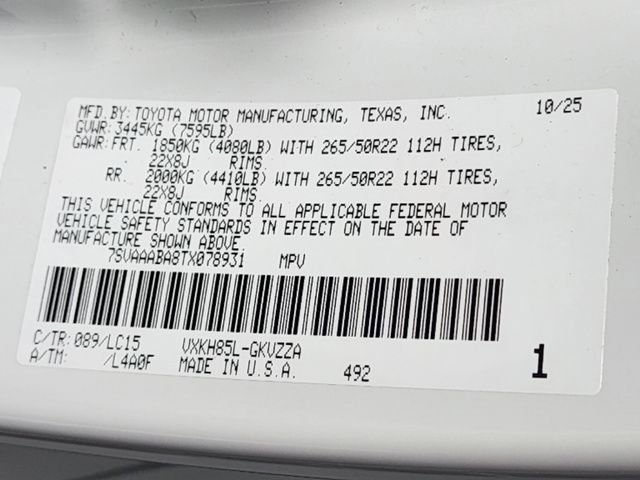 MFD.BY:TOYOTA MOTOR MANUFACTURING, TEXAS, INC. 10/25
GVWR:3445KG (7595LB)
GAWR:FRT. 1850KG (4080LB) WITH 265/50R22 112H TIRES,
22X8J RIMS
RR. 2000KG (4410LB) WITH 265/50R22 112H TIRES,
22X8J RIMS
THIS VEHICLE CONFORMS TO ALL APPLICABLE FEDERAL MOTOR
VEHICLE SAFETY STANDARDS IN EFFECT ON THE DATE OF
MANUFACTURE SHOWN ABOVE.
7SVAAABA8TX078931 MPV
C/TR:089/LC15 VXKH85L-GKVZZA
A/TM: /L4A0F MADE IN U.S.A. 492 1